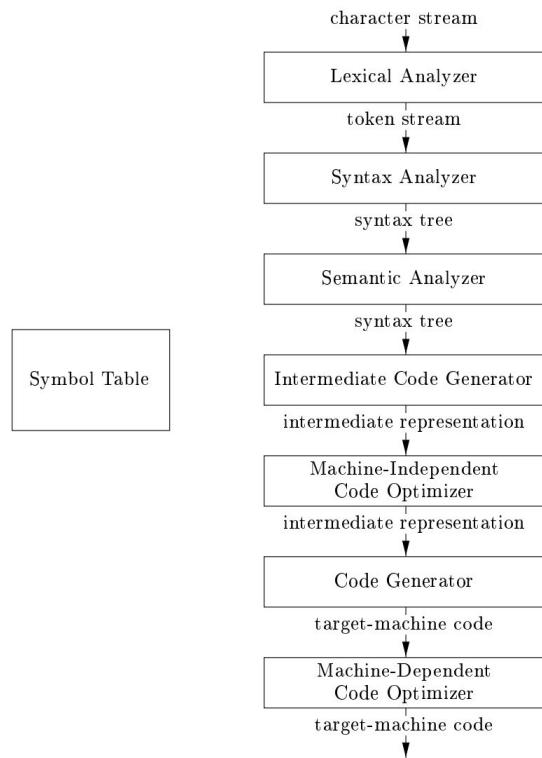 character stream
Lexical Analyzer
token stream
Syntax Analyzer
syntax tree
Semantic Analyzer
syntax tree
Symbol Table
Intermediate Code Generator
intermediate representation
Machine-Independent
Code Optimizer
intermediate representation
Code Generator
target-machine code
Machine-Dependent
Code Optimizer
target-machine code